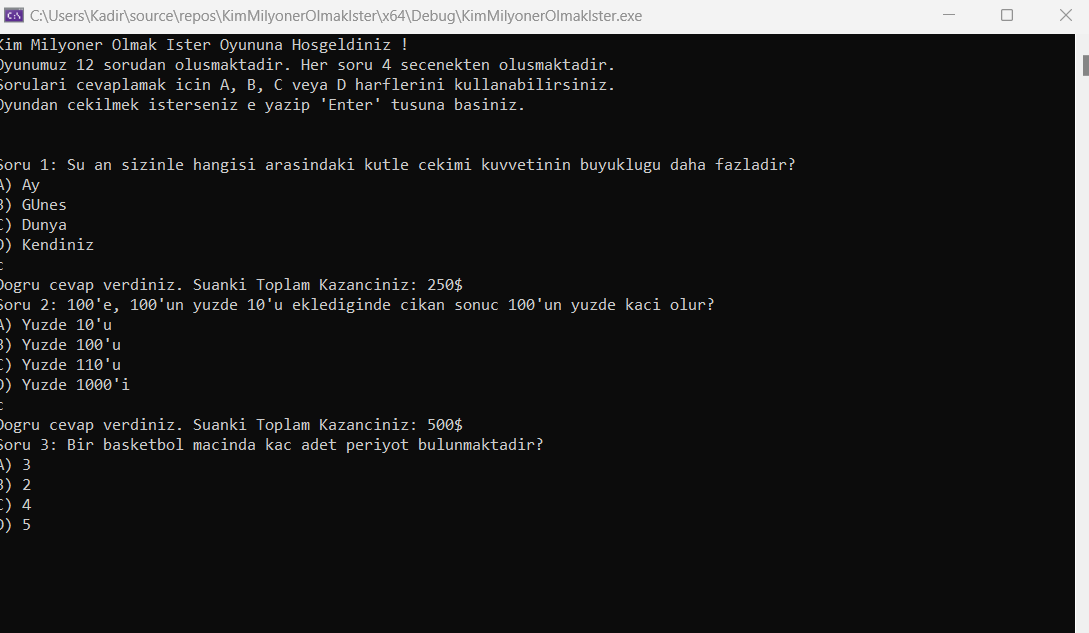 C:\Users\Kadir\source\repos\KimMilyonerOlmakIster\x64\Debug\KimMilyonerOlmakIster.exe
Kim Milyoner Olmak Ister Oyununa Hosgeldiniz !
Oyunumuz 12 sorudan olusmaktadir. Her soru 4 secenekten olusmaktadir.
Sorulari cevaplamak icin A, B, C veya D harflerini kullanabilirsiniz.
Oyundan cekilmek isterseniz e yazip 'Enter' tusuna basiniz.
Soru 1: Su an sizinle hangisi arasindaki kutle cekimi kuvvetinin buyuklugu daha fazladir?
A) Ay
B) GUnes
C) Dunya
D) Kendiniz
c
Dogru cevap verdiniz. Suanki Toplam Kazanciniz: 250$
Soru 2: 100'e, 100'un yuzde 10'u eklediginde cikan sonuc 100'un yuzde kaci olur?
A) Yuzde 10'u
B) Yuzde 100'u
C) Yuzde 110'u
D) Yuzde 1000'i
c
Dogru cevap verdiniz. Suanki Toplam Kazanciniz: 500$
Soru 3: Bir basketbol macinda kac adet periyot bulunmaktadir?
A) 3
B) 2
C) 4
D) 5